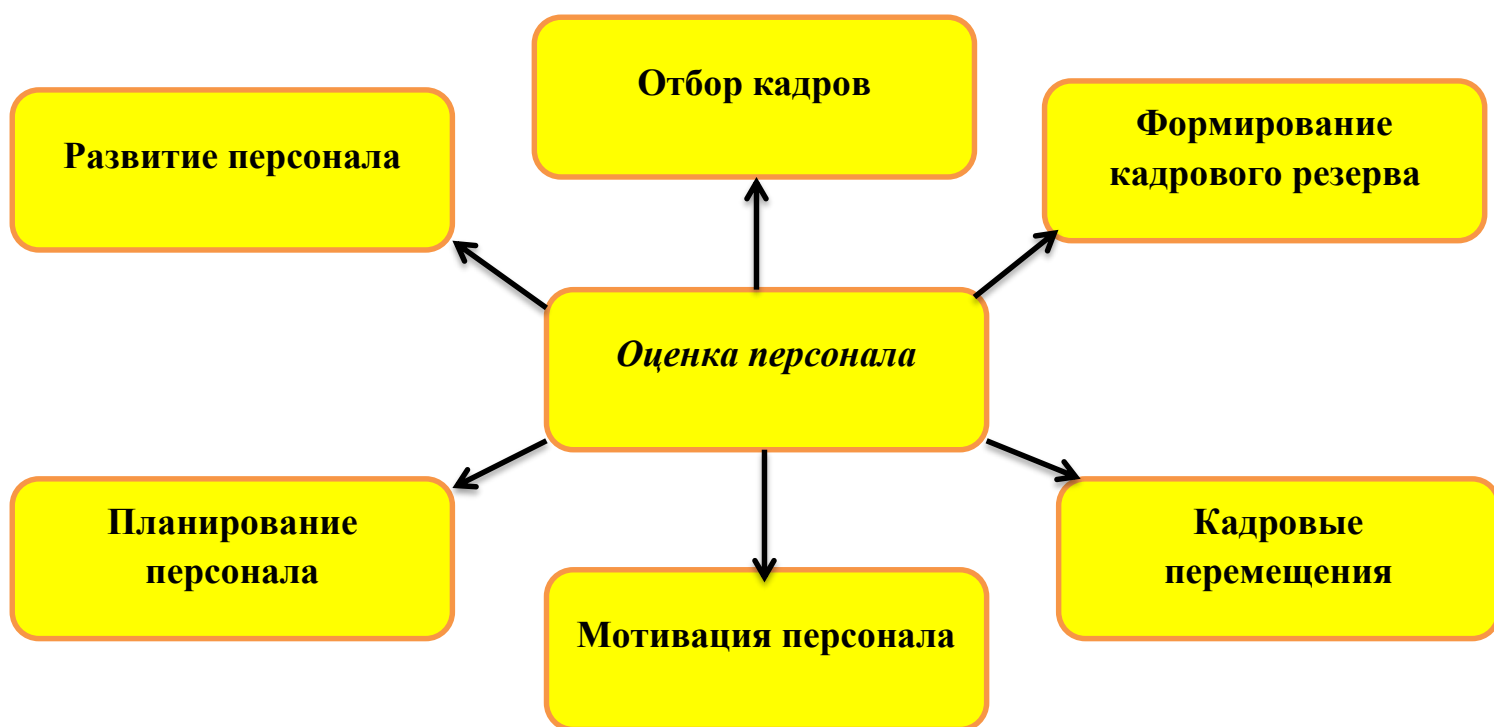 Отбор кадров
Развитие персонала
Формирование
кадрового резерва
Оценка персонала
Планирование
персонала
Кадровые
перемещения
Мотивация персонала